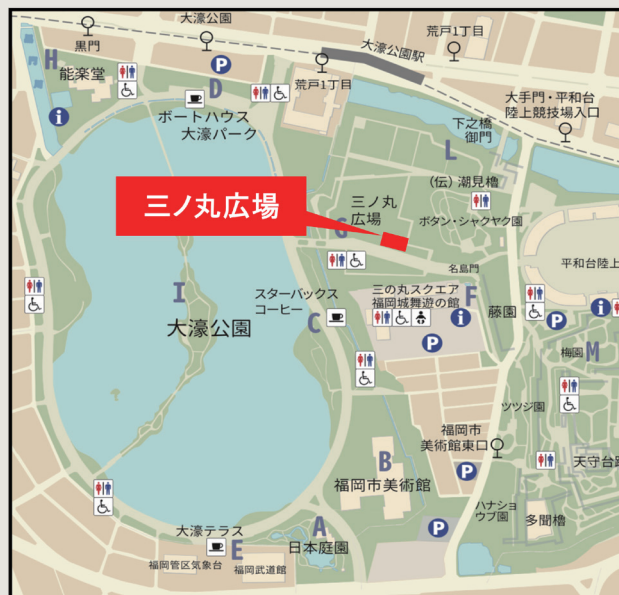 大濠公園
荒戸1丁目
黒門
大濠公園駅
H
能楽堂
P
荒戸1丁目
D
大手門・平和台
陸上競技場入口
i
ボートハウス
大濠パーク
下之橋
御門
L
(伝) 潮見櫓
三ノ丸広場
三ノ丸
広場
G
ボタン・シャクヤク園
名島門
平和台陸上
I
スターバックス
コーヒー
三の丸スクエア
福岡城舞遊の館
F
藤園
大濠公園
C
i
P
P
i
梅園
M
ツツジ園
福岡市
美術館東口
B
福岡市美術館
P
天守台跡
ハナショ
ウブ園
多聞櫓
大濠テラス
A
P
E
日本庭園
福岡管区気象台
福岡武道館